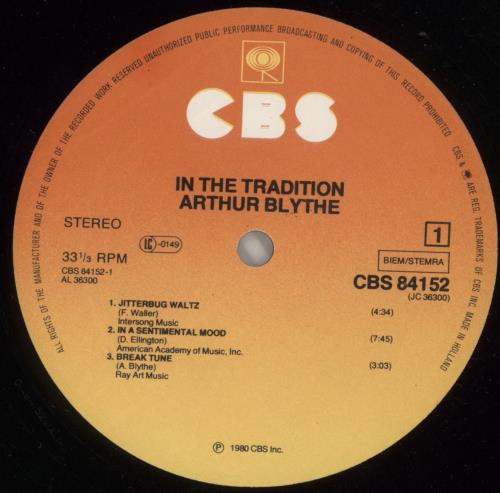 ALL RIGHTS OF THE MANUFACTURER AND OF THE OWNER OF THE RECORDED WORK RESERVED UNAUTHORIZED PUBLIC PERFORMANCE BROADCASTING AND COPYING OF THIS RECORD PROHIBITED CBS & ARE REG. TRADEMARKS OF CBS INC MADE IN HOLLAND
CBS
IN THE TRADITION
ARTHUR BLYTHE
STEREO
LC -0149
1
33 1/3 RPM
BIEM/STEMRA
CBS 84152-1
AL 36300
CBS 84152
(JC 36300)
1. JITTERBUG WALTZ
(F. Waller) (4:34)
Intersong Music
2. IN A SENTIMENTAL MOOD
(D. Ellington) (7:45)
American Academy of Music, Inc.
3. BREAK TUNE
(A. Blythe) (3:03)
Ray Art Music
Ⓟ 1980 CBS Inc.